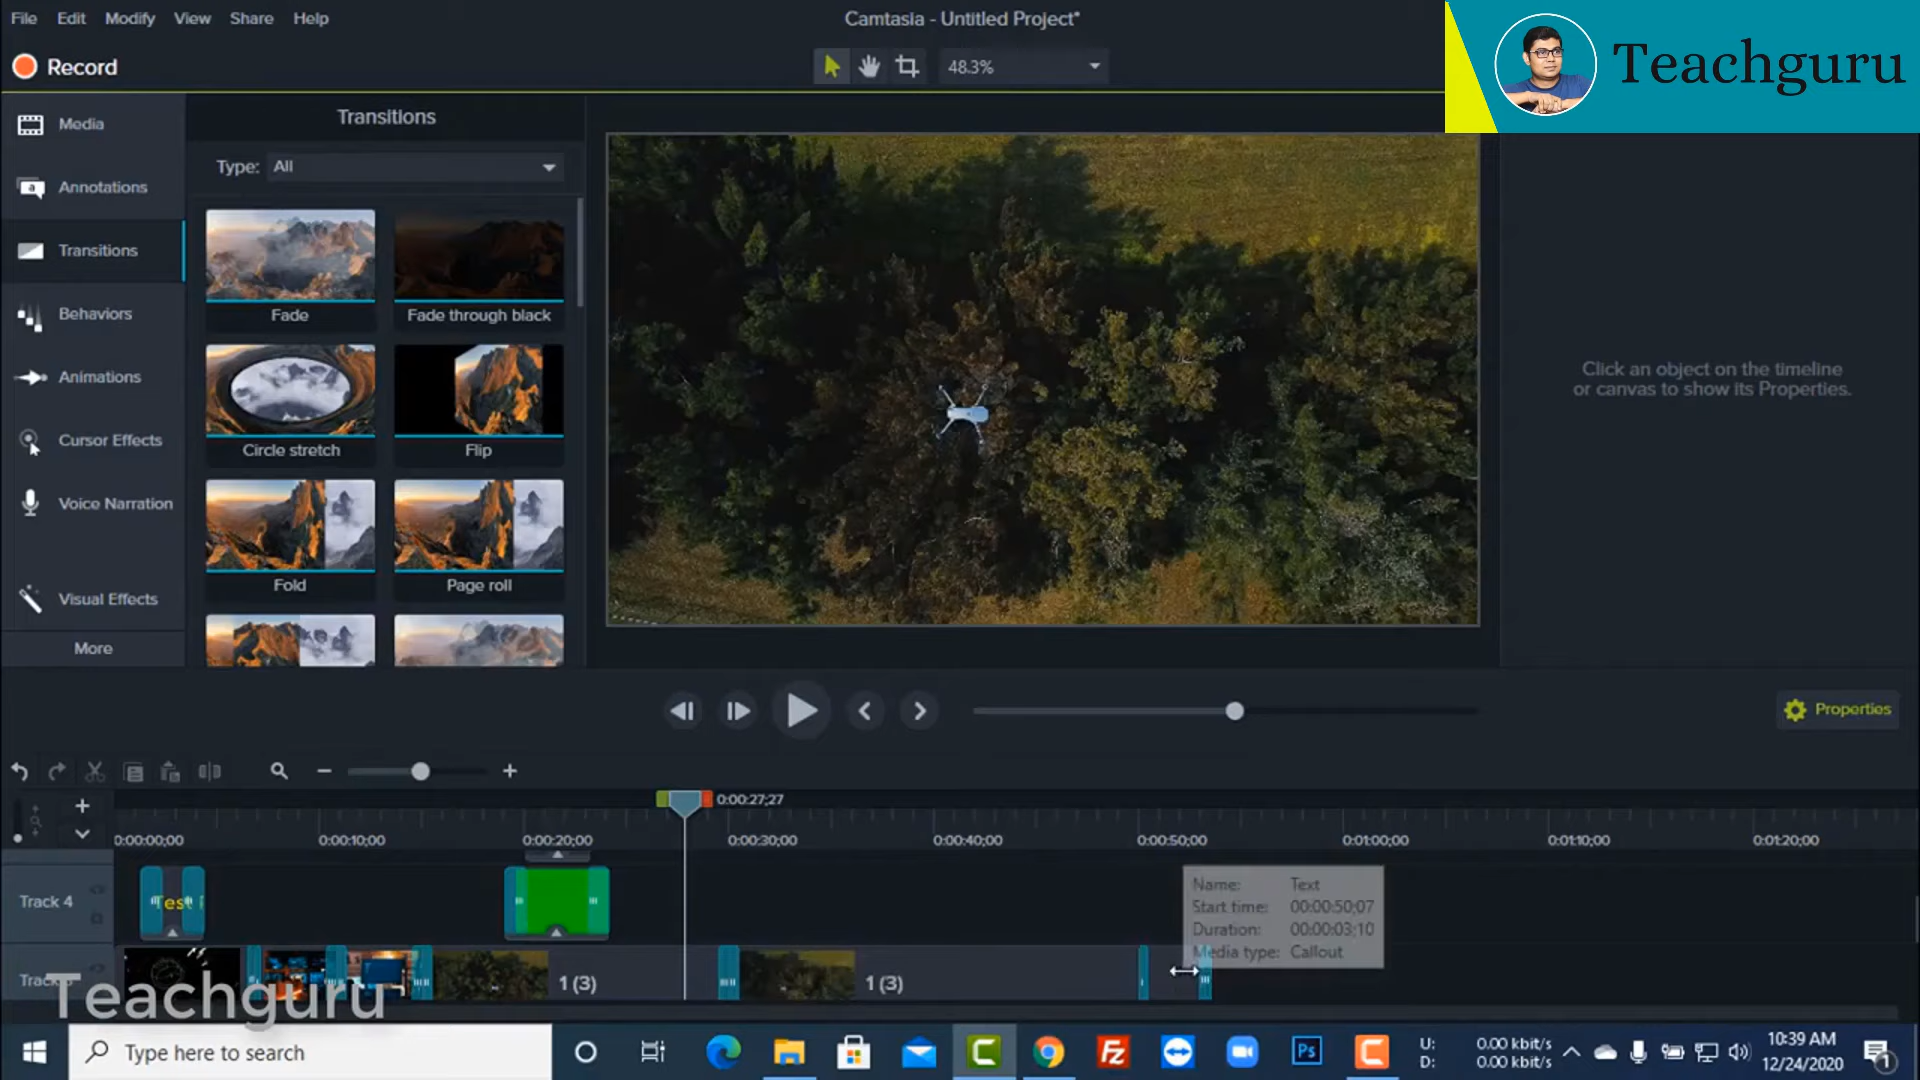 File Edit Modify View Share Help
Camtasia - Untitled Project*
Teachguru
Record
48.3%
Media
Annotations
Transitions
Behaviors
Animations
Cursor Effects
Voice Narration
Visual Effects
More
Transitions
Type: All
Fade
Fade through black
Circle stretch
Flip
Fold
Page roll
Click an object on the timeline
or canvas to show its Properties.
Properties
0:00:27;27
0:00:00;00 0:00:10;00 0:00:20;00 0:00:30;00 0:00:40;00 0:00:50;00 0:01:00;00 0:01:10;00 0:01:20;00
Track 4
Test
Name: Text
Start time: 00:00:50;07
Duration: 00:00:03;10
Media type: Callout
1 (3)
1 (3)
Teachguru
Type here to search
Fz
Ps
U: 0.00 kbit/s
D: 0.00 kbit/s
10:39 AM
12/24/2020
1